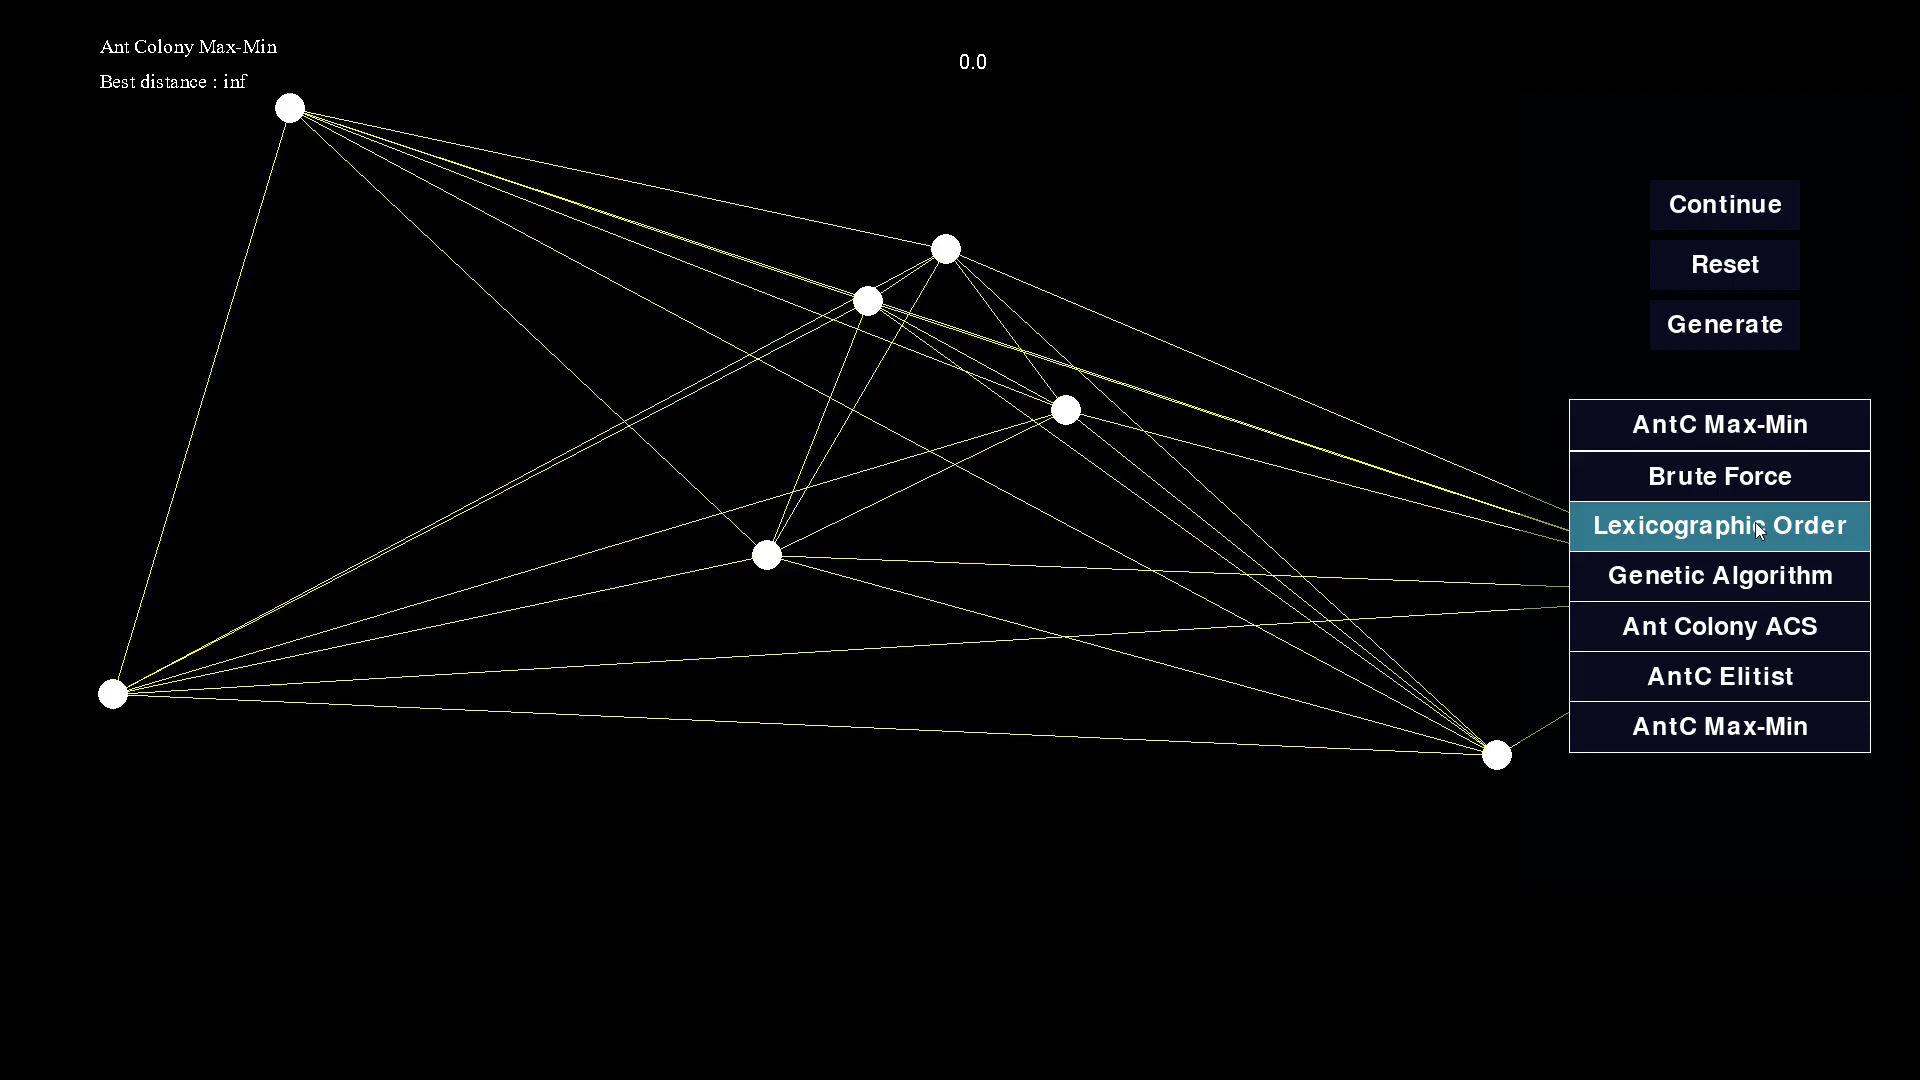 Ant Colony Max-Min
Best distance : inf
0.0
Continue
Reset
Generate
AntC Max-Min
Brute Force
Lexicographic Order
Genetic Algorithm
Ant Colony ACS
AntC Elitist
AntC Max-Min